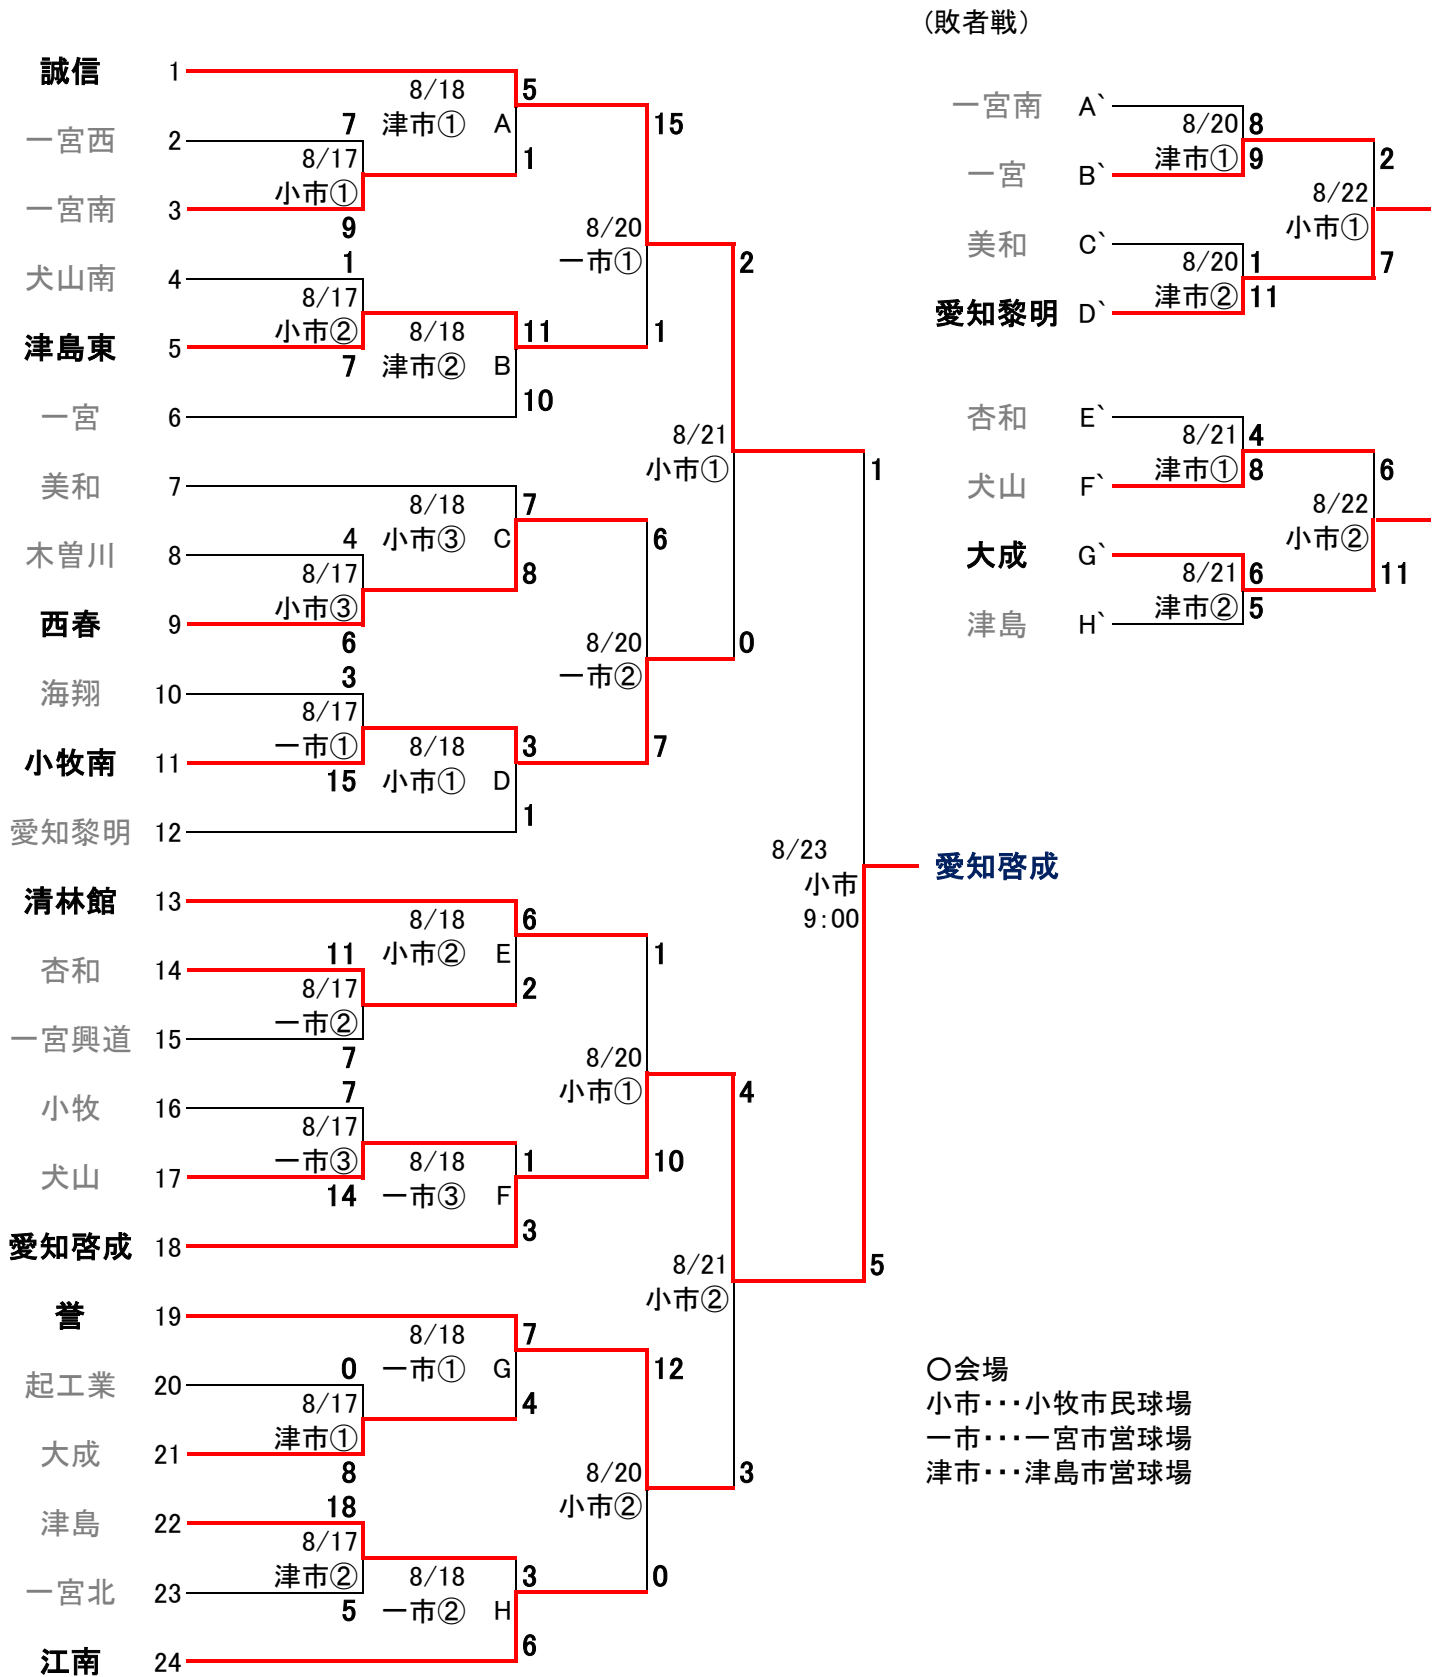 (敗者戦)
誠信 1
8/18 5
津市① A
一宮西 2
7
1
15
8/17
小市①
一宮南 3
9
8/20
一市①
犬山南 4
1
2
8/17
小市②
津島東 5
7
8/18 11
津市② B
1
一宮 6
10
8/21
小市①
1
美和 7
8/18 7
小市③ C
6
木曽川 8
4
8
8/17
小市③
西春 9
6
8/20
一市②
0
海翔 10
3
8/17
一市①
小牧南 11
15
8/18 3
小市① D
7
愛知黎明 12
1
8/23
小市
9:00
愛知啓成
清林館 13
8/18 6
小市② E
1
杏和 14
11
2
8/17
一市②
一宮興道 15
7
8/20
小市①
4
小牧 16
7
8/17
一市③
犬山 17
14
8/18 1
一市③ F
10
愛知啓成 18
3
8/21
小市②
5
誉 19
8/18 7
一市① G
12
起工業 20
0
4
8/17
津市①
大成 21
8
8/20
小市②
3
津島 22
18
8/17
津市②
一宮北 23
5
8/18 3
一市② H
0
江南 24
6
一宮南 A`
8/20 8
津市① 9
一宮 B`
2
8/22
小市①
美和 C`
8/20 1
津市② 11
7
愛知黎明 D`
杏和 E`
8/21 4
津市① 8
犬山 F`
6
8/22
小市②
大成 G`
8/21 6
津市② 5
11
津島 H`
○会場
小市・・・小牧市民球場
一市・・・一宮市営球場
津市・・・津島市営球場